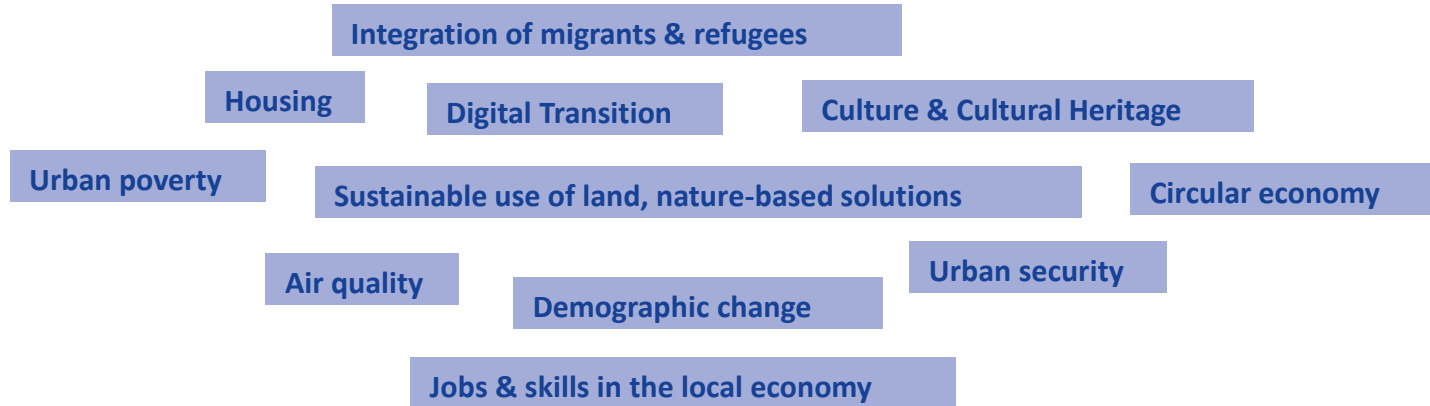 Integration of migrants & refugees
Housing
Digital Transition
Culture & Cultural Heritage
Urban poverty
Sustainable use of land, nature-based solutions
Circular economy
Air quality
Demographic change
Urban security
Jobs & skills in the local economy